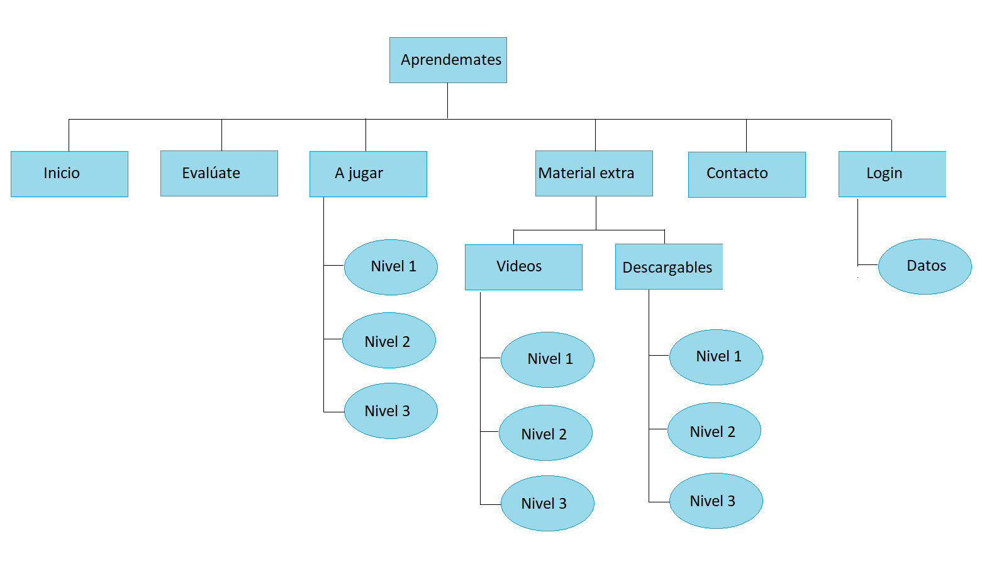 Aprendemates
Inicio
Evalúate
A jugar
Material extra
Contacto
Login
Nivel 1
Nivel 2
Nivel 3
Videos
Descargables
Nivel 1
Nivel 2
Nivel 3
Nivel 1
Nivel 2
Nivel 3
Datos